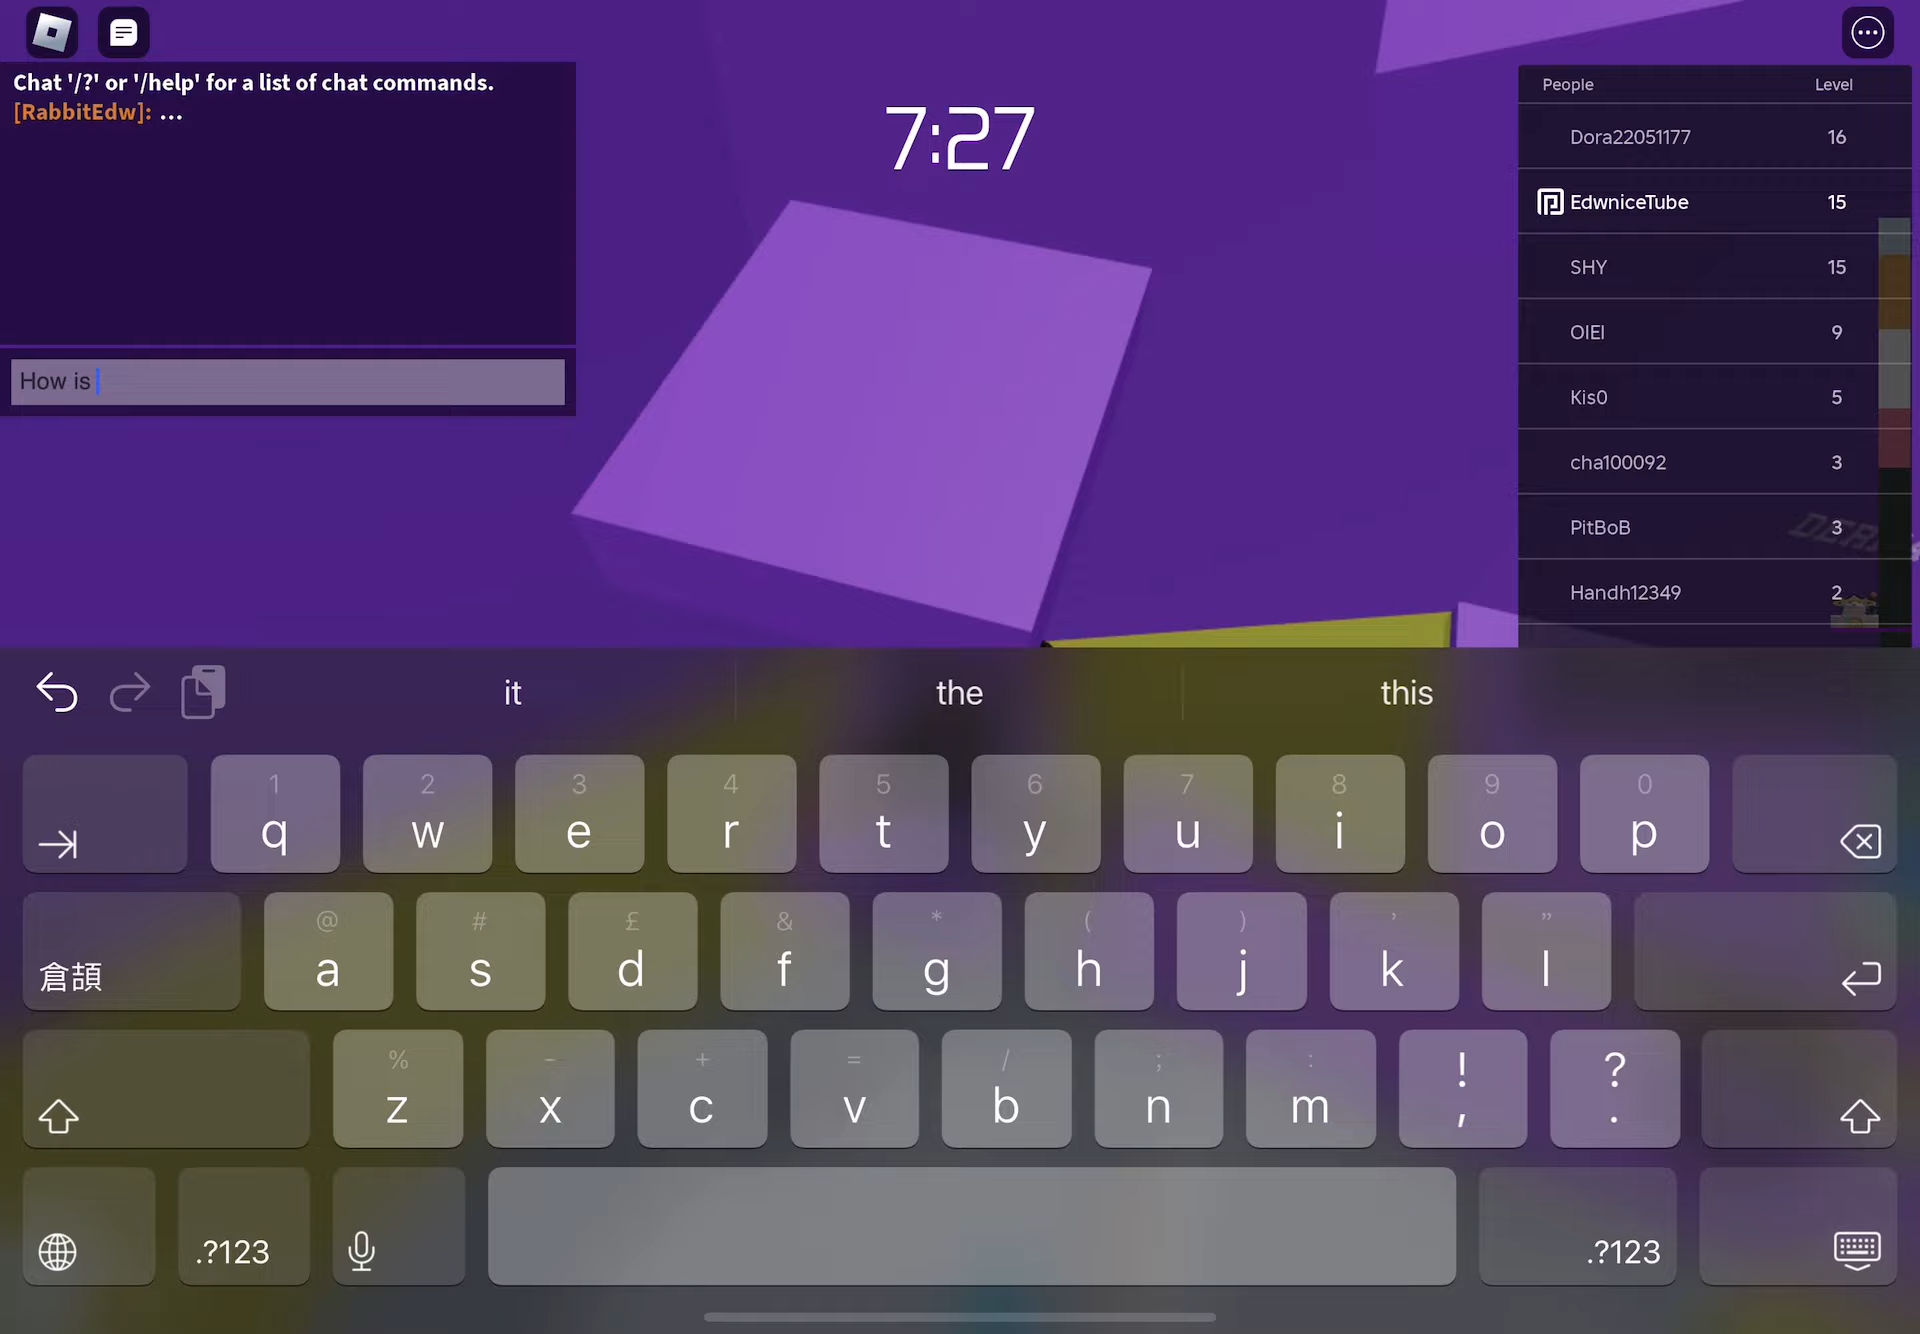 Chat '/?' or '/help' for a list of chat commands.
[RabbitEdw]: ...
How is
7:27
People Level
Dora22051177 16
EdwniceTube 15
SHY 15
OIEI 9
Kis0 5
cha100092 3
PitBoB 3
Handh12349 2
it the this
1 2 3 4 5 6 7 8 9 0
q w e r t y u i o p
@ # £ & * ( ) ' "
倉頡 a s d f g h j k l
% - + = / ; : ! ?
z x c v b n m , .
.?123 .?123